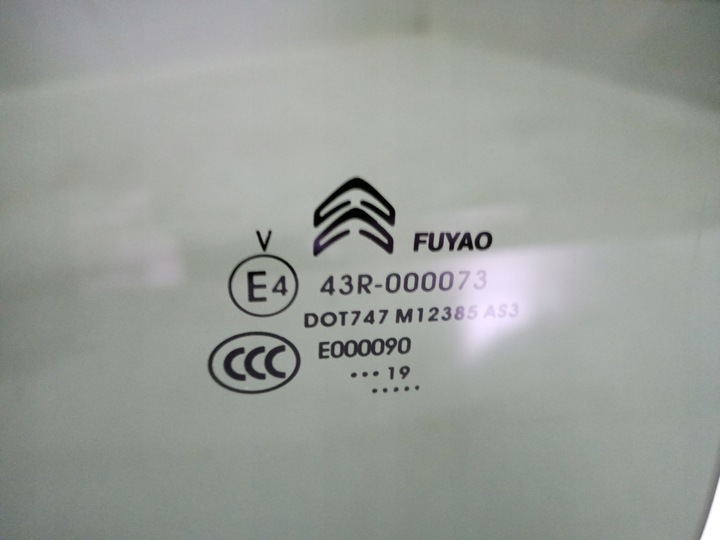 FUYAO
V
E4 43R-000073
DOT747 M12385 AS3
CCC E000090
••• 19
•••••